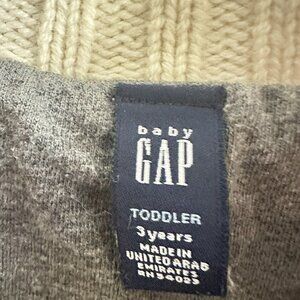 baby
GAP
TODDLER
3 years
MADE IN
UNITED ARAB
EMIRATES
RN 54023